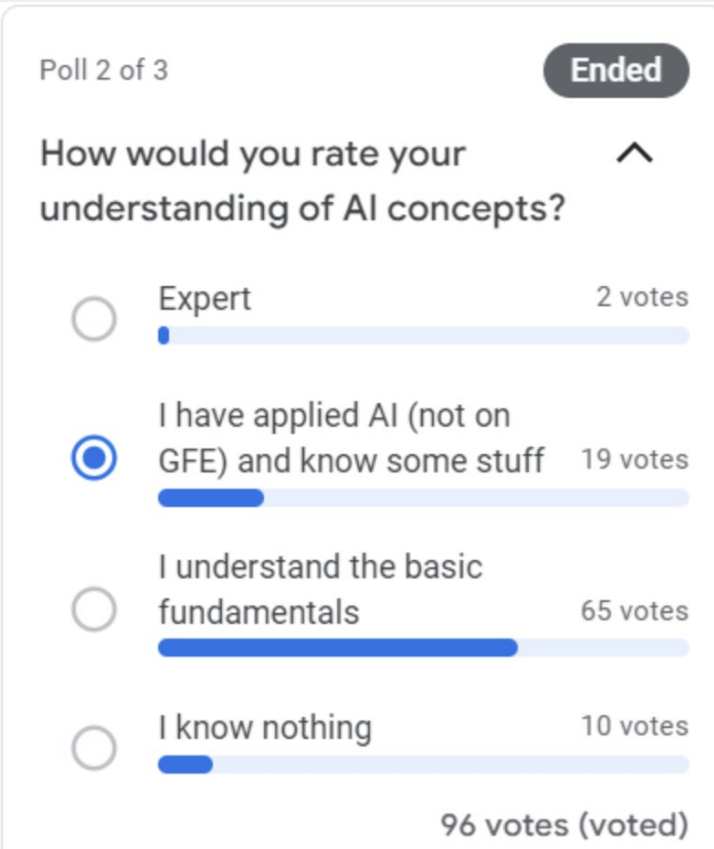 Poll 2 of 3
Ended
How would you rate your
understanding of AI concepts?
Expert
2 votes
I have applied AI (not on
GFE) and know some stuff
19 votes
I understand the basic
fundamentals
65 votes
I know nothing
10 votes
96 votes (voted)